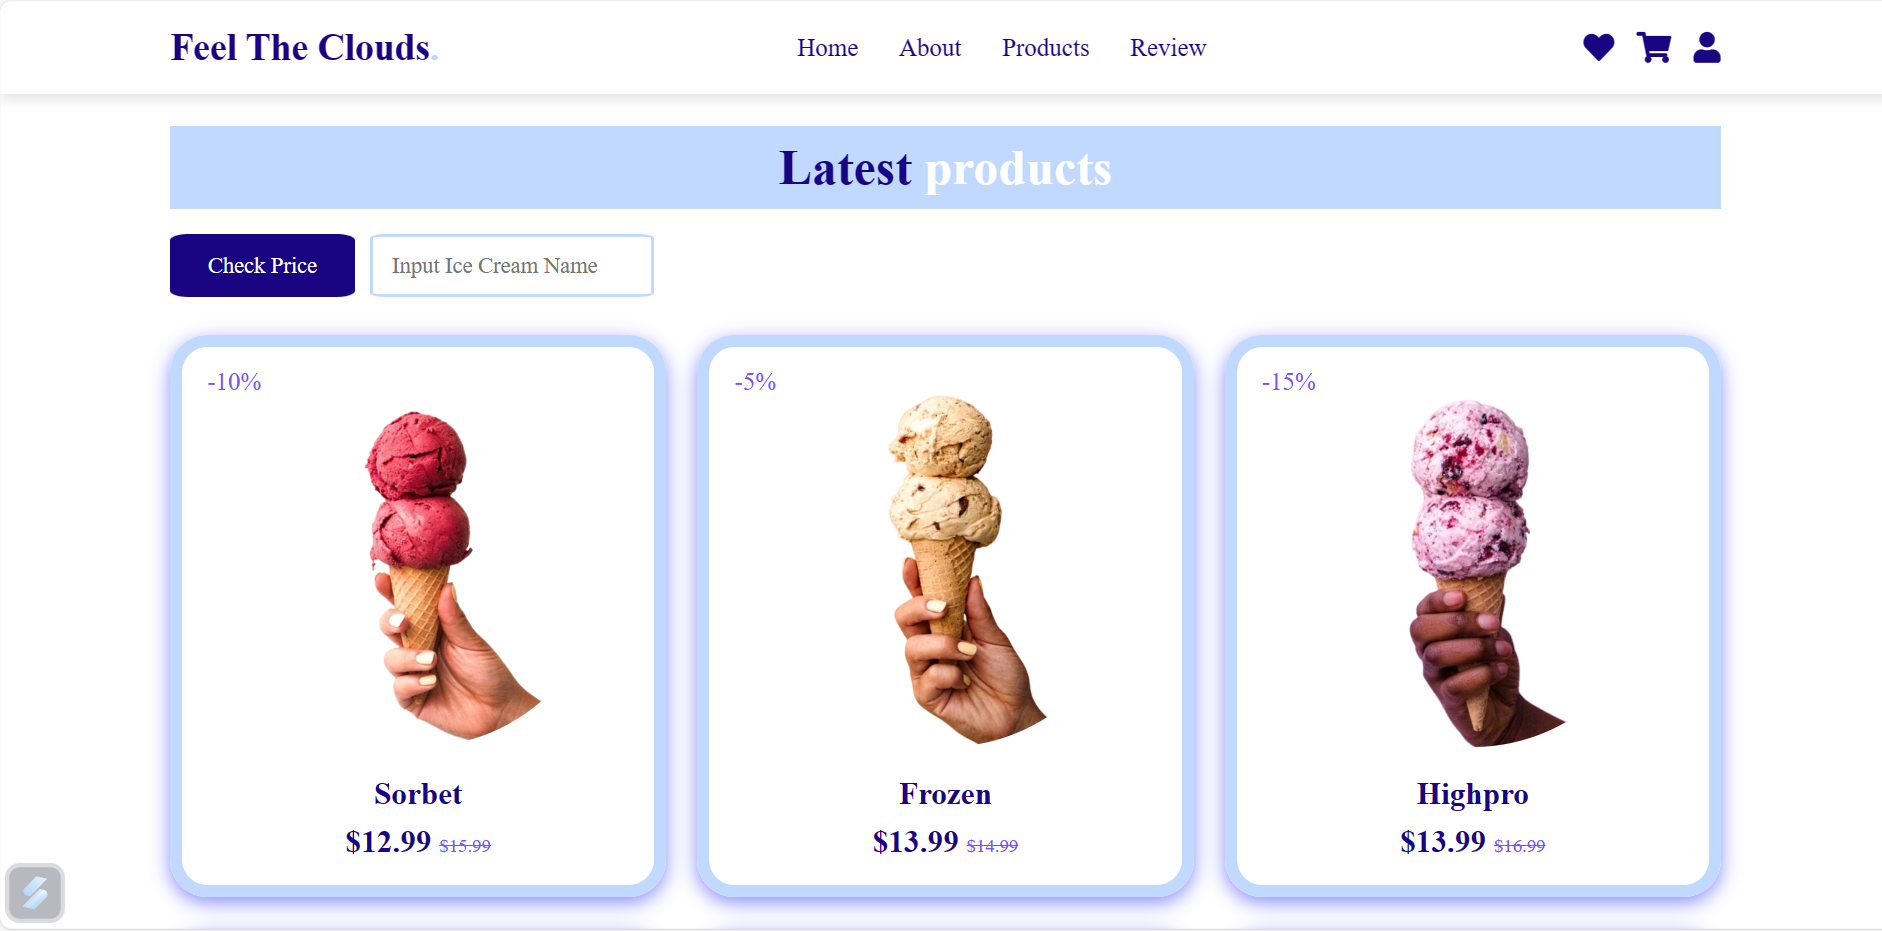 Feel The Clouds.
Home About Products Review
Latest products
Check Price
Input Ice Cream Name
-10%
Sorbet
$12.99 $15.99
-5%
Frozen
$13.99 $14.99
-15%
Highpro
$13.99 $16.99